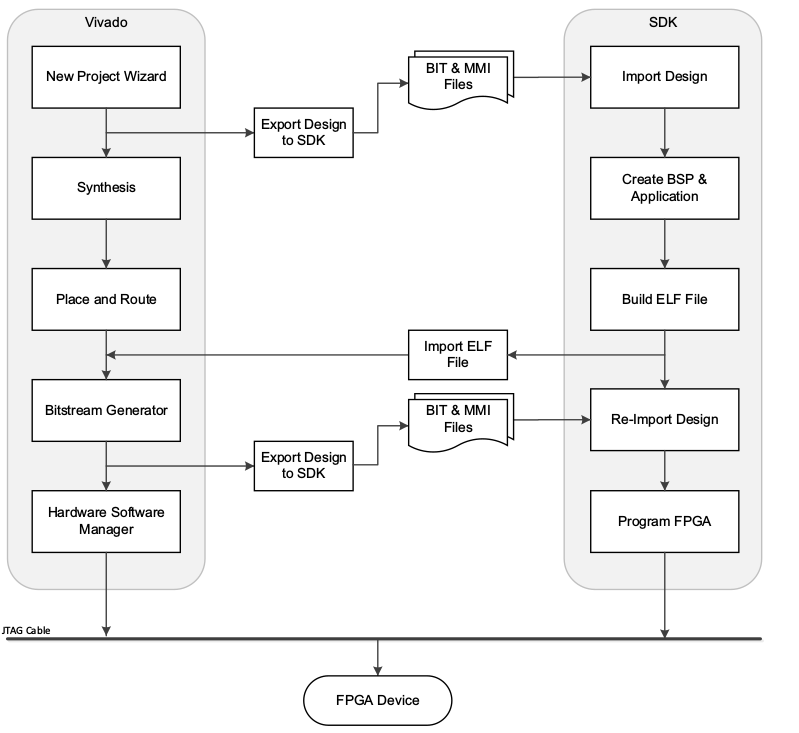 Vivado
SDK
New Project Wizard
BIT & MMI
Files
Import Design
Export Design
to SDK
Synthesis
Create BSP &
Application
Place and Route
Build ELF File
Import ELF
File
Bitstream Generator
BIT & MMI
Files
Re-Import Design
Export Design
to SDK
Hardware Software
Manager
Program FPGA
JTAG Cable
FPGA Device